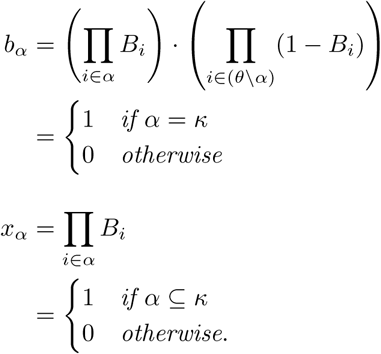 b_α = (∏_{i∈α} B_i) · (∏_{i∈(θ\α)} (1 − B_i))
= {1 if α = κ
0 otherwise
x_α = ∏_{i∈α} B_i
= {1 if α ⊆ κ
0 otherwise.